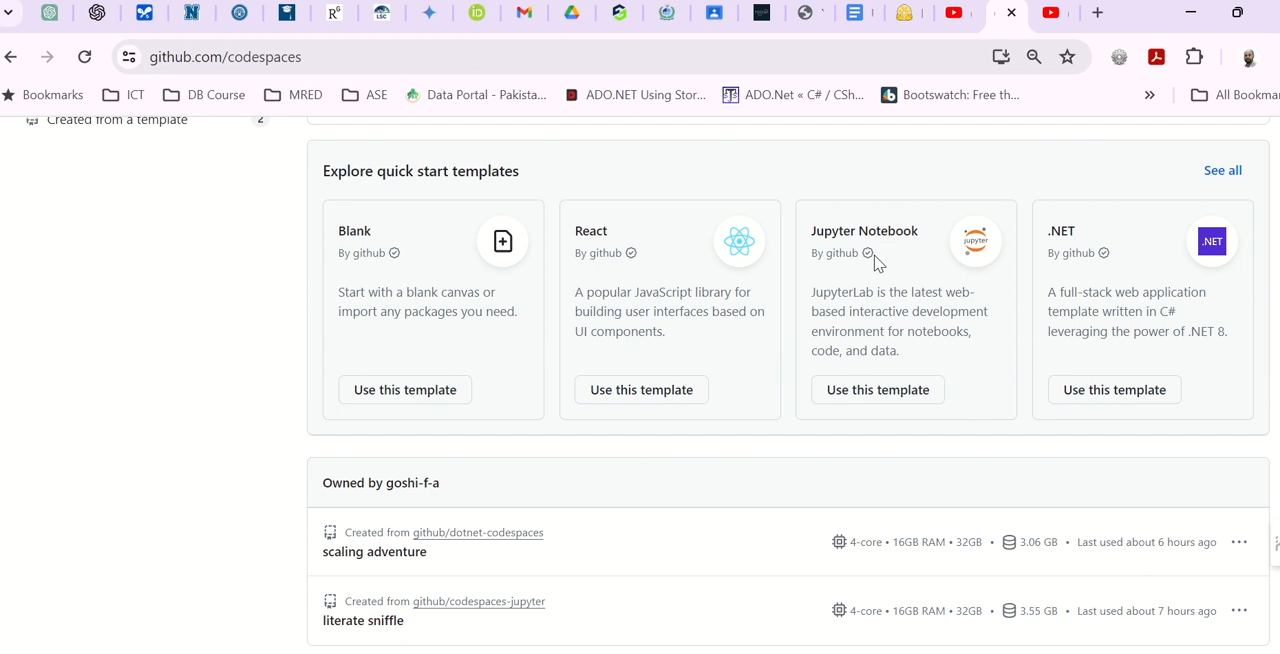 R⁶
LSC
iD
github.com/codespaces
Bookmarks
ICT
DB Course
MRED
ASE
Data Portal - Pakista...
ADO.NET Using Stor...
ADO.Net « C# / CSh...
Bootswatch: Free th...
»
All Bookma
Created from a template
2
Explore quick start templates
See all
Blank
By github
Start with a blank canvas or
import any packages you need.
Use this template
React
By github
A popular JavaScript library for
building user interfaces based on
UI components.
Use this template
Jupyter Notebook
By github
jupyter
JupyterLab is the latest web-
based interactive development
environment for notebooks,
code, and data.
Use this template
.NET
By github
.NET
A full-stack web application
template written in C#
leveraging the power of .NET 8.
Use this template
Owned by goshi-f-a
Created from github/dotnet-codespaces
scaling adventure
4-core • 16GB RAM • 32GB • 3.06 GB • Last used about 6 hours ago
Created from github/codespaces-jupyter
literate sniffle
4-core • 16GB RAM • 32GB • 3.55 GB • Last used about 7 hours ago